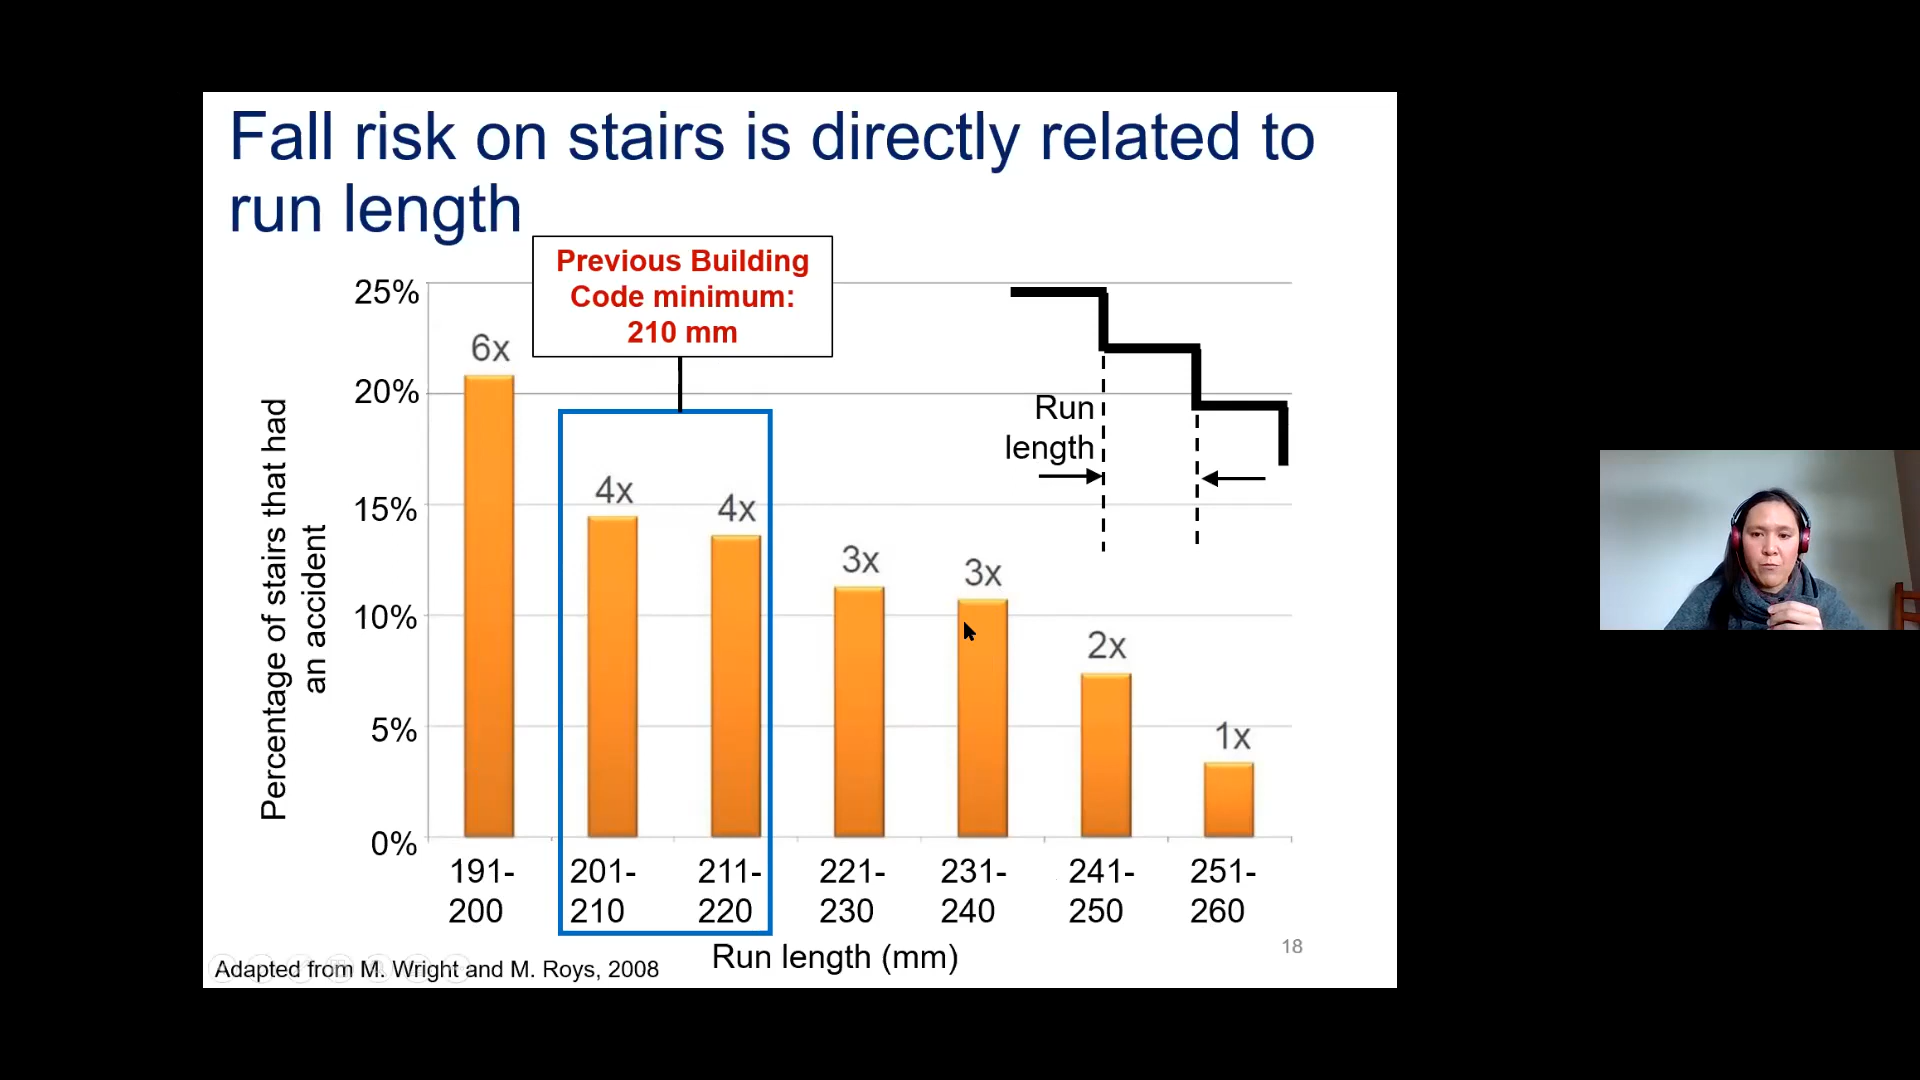 Fall risk on stairs is directly related to
run length
Previous Building
Code minimum:
210 mm
25%
20%
15%
10%
5%
0%
Percentage of stairs that had
an accident
6x
4x
4x
3x
3x
2x
1x
Run
length
191-
200
201-
210
211-
220
221-
230
231-
240
241-
250
251-
260
Run length (mm)
18
Adapted from M. Wright and M. Roys, 2008